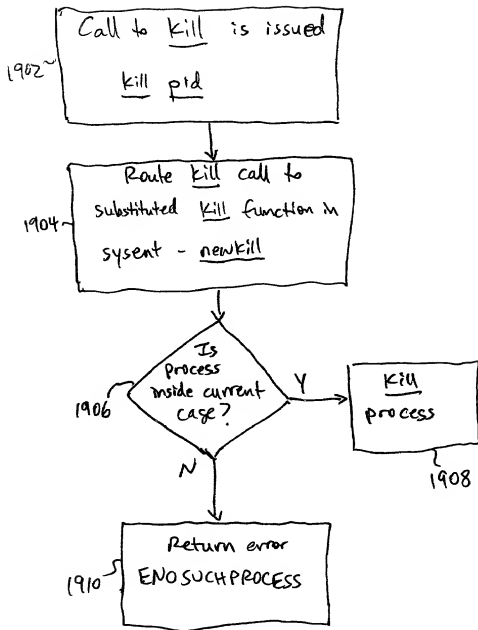 Call to kill is issued
kill pid
1902
Route kill call to
substituted kill function in
sysent - newkill
1904
Is
process
inside current
case?
1906
Y
kill
process
1908
N
Return error
ENOSUCHPROCESS
1910